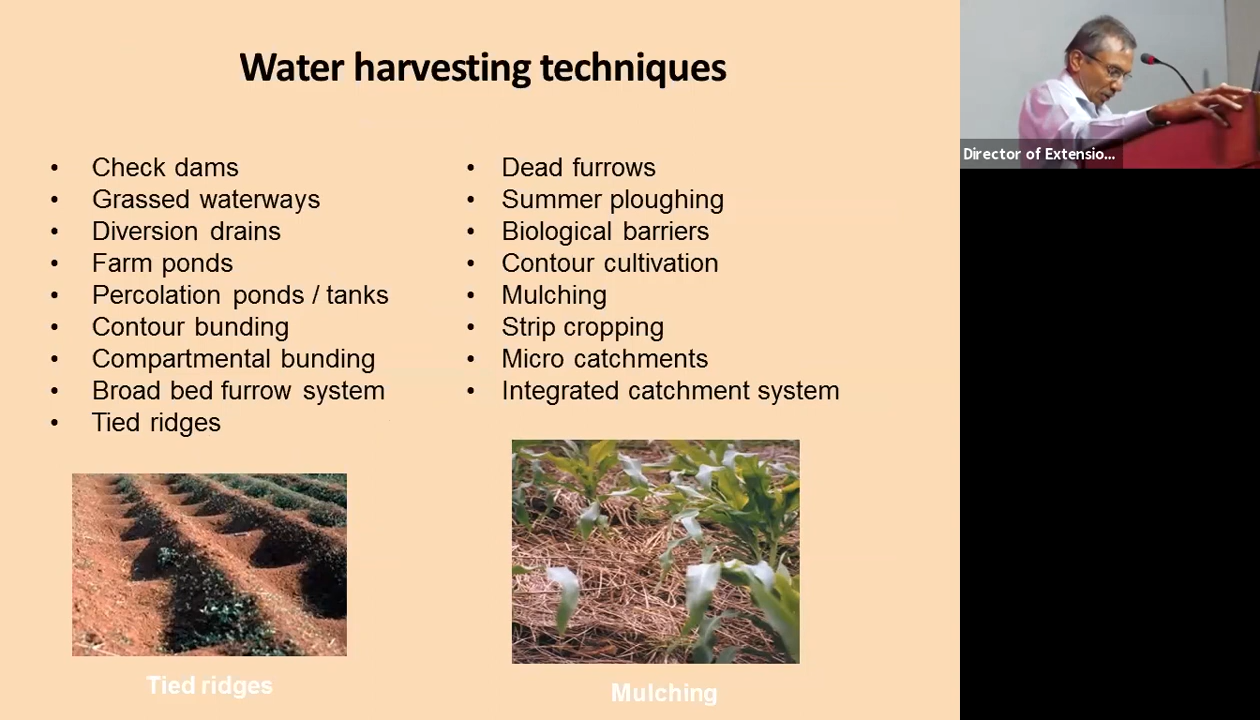 Water harvesting techniques
• Check dams
• Grassed waterways
• Diversion drains
• Farm ponds
• Percolation ponds / tanks
• Contour bunding
• Compartmental bunding
• Broad bed furrow system
• Tied ridges
• Dead furrows
• Summer ploughing
• Biological barriers
• Contour cultivation
• Mulching
• Strip cropping
• Micro catchments
• Integrated catchment system
Tied ridges
Mulching
Director of Extensio...